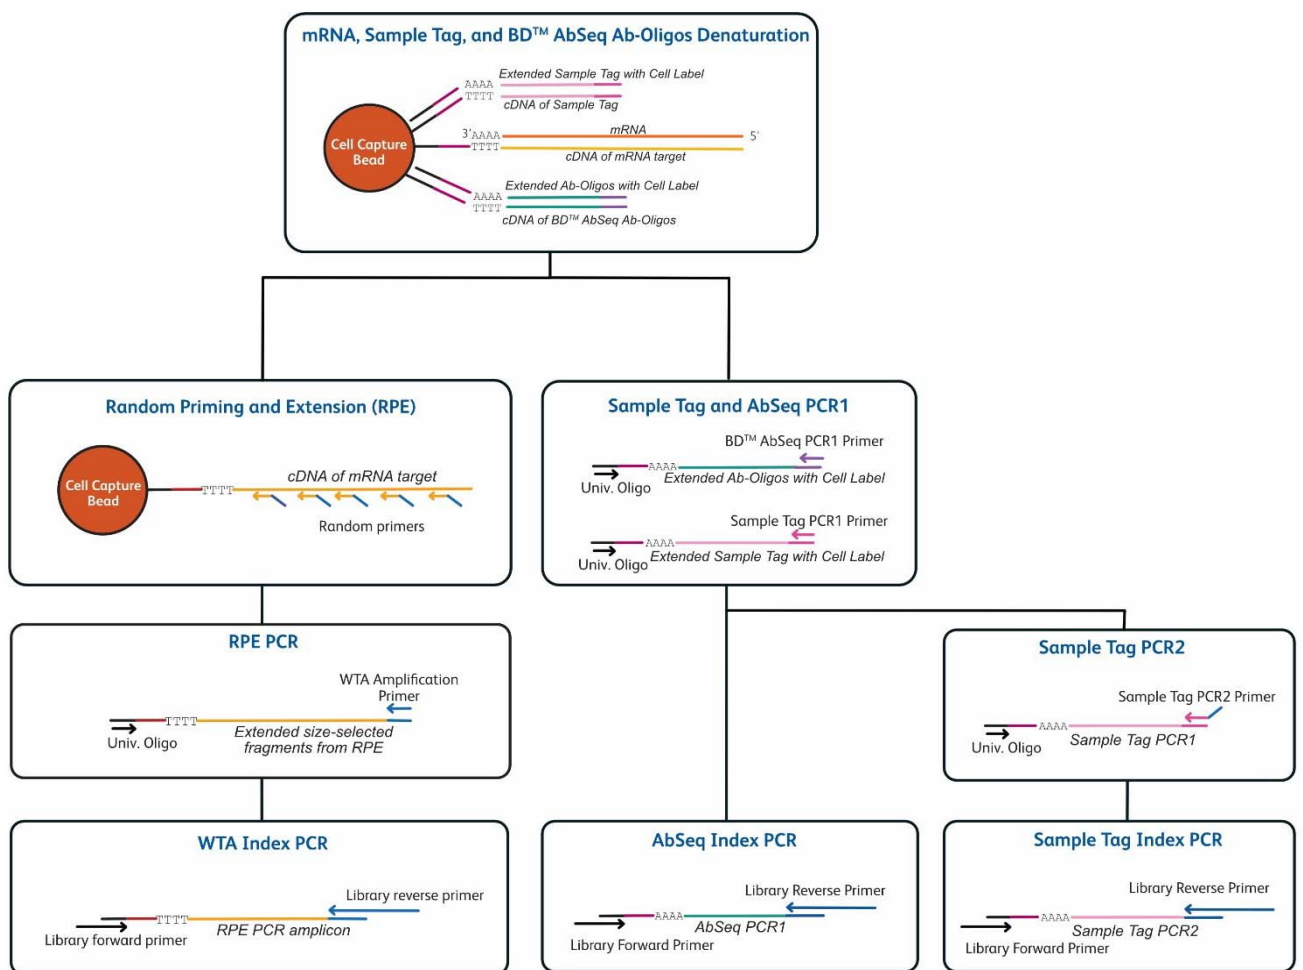 mRNA, Sample Tag, and BD™ AbSeq Ab-Oligos Denaturation
Extended Sample Tag with Cell Label
AAAA
TTTT
cDNA of Sample Tag
Cell Capture
Bead
3′AAAA
mRNA
5′
TTTT
cDNA of mRNA target
Extended Ab-Oligos with Cell Label
AAAA
TTTT
cDNA of BD™ AbSeq Ab-Oligos
Random Priming and Extension (RPE)
Cell Capture
Bead
cDNA of mRNA target
TTTT
Random primers
Sample Tag and AbSeq PCR1
BD™ AbSeq PCR1 Primer
AAAA
Extended Ab-Oligos with Cell Label
Univ. Oligo
Sample Tag PCR1 Primer
AAAA
Extended Sample Tag with Cell Label
Univ. Oligo
RPE PCR
WTA Amplification
Primer
TTTT
Univ. Oligo
Extended size-selected
fragments from RPE
Sample Tag PCR2
Sample Tag PCR2 Primer
AAAA
Univ. Oligo
Sample Tag PCR1
WTA Index PCR
Library reverse primer
TTTT
RPE PCR amplicon
Library forward primer
AbSeq Index PCR
Library Reverse Primer
AAAA
AbSeq PCR1
Library Forward Primer
Sample Tag Index PCR
Library Reverse Primer
AAAA
Sample Tag PCR2
Library Forward Primer